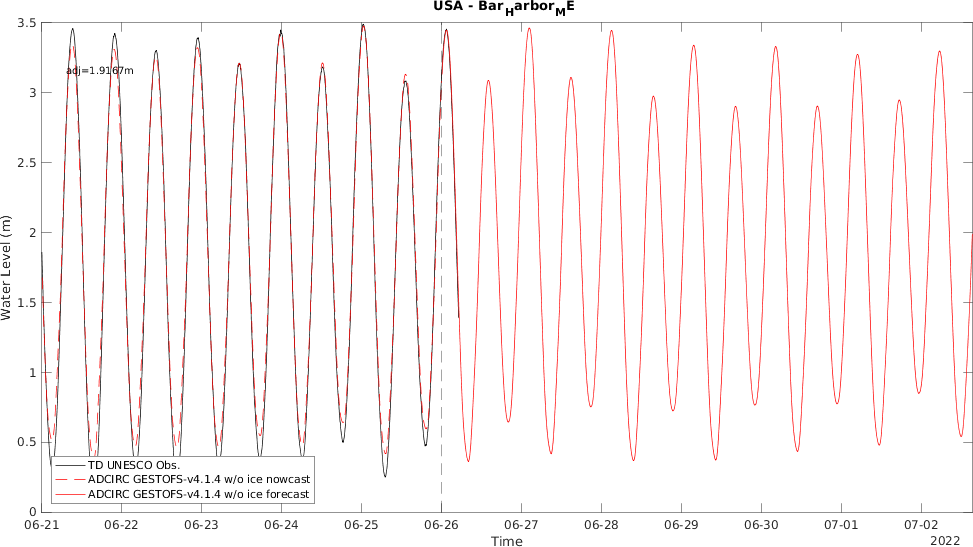 USA - Bar_Harbor_ME
3.5
adj=1.9167m
3
2.5
2
Water Level (m)
1.5
1
0.5
TD UNESCO Obs.
ADCIRC GESTOFS-v4.1.4 w/o ice nowcast
ADCIRC GESTOFS-v4.1.4 w/o ice forecast
0
06-21 06-22 06-23 06-24 06-25 06-26 06-27 06-28 06-29 06-30 07-01 07-02
Time
2022